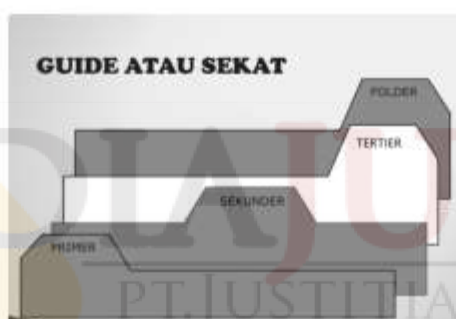 GUIDE ATAU SEKAT
FOLDER
TERTIER
SEKUNDER
PRIMER
PT.JUSTITIA